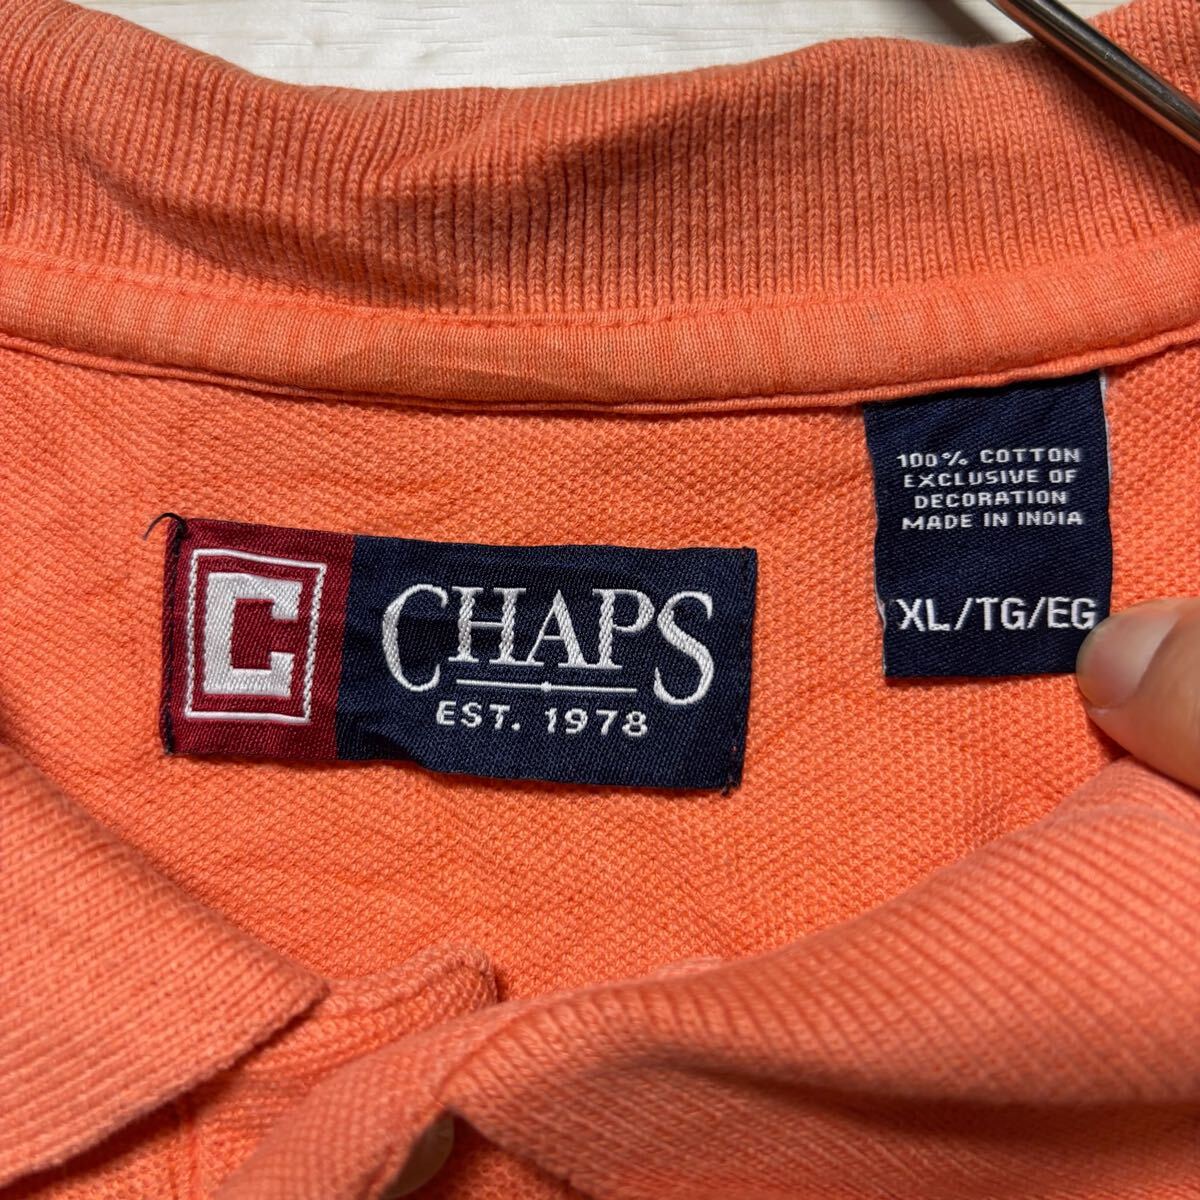 C
CHAPS
EST. 1978
100% COTTON
EXCLUSIVE OF
DECORATION
MADE IN INDIA
XL/TG/EG